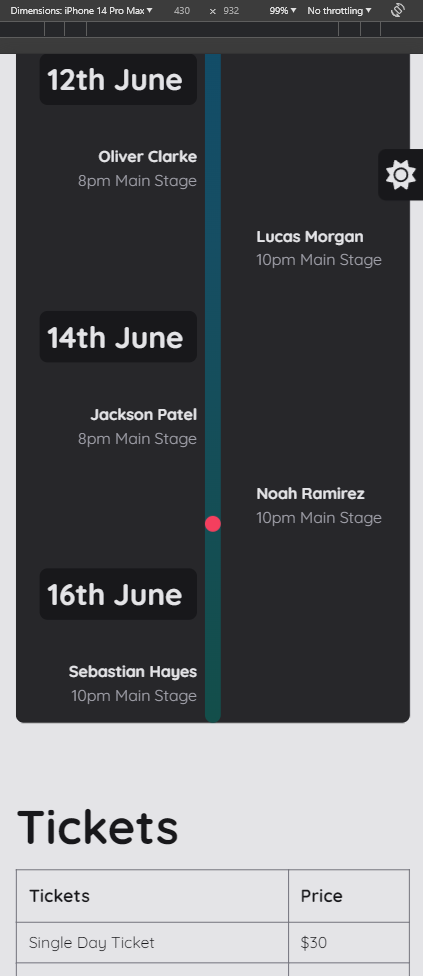 Dimensions: iPhone 14 Pro Max ▼ 430 x 932 99% ▼ No throttling ▼
12th June
Oliver Clarke
8pm Main Stage
Lucas Morgan
10pm Main Stage
14th June
Jackson Patel
8pm Main Stage
Noah Ramirez
10pm Main Stage
16th June
Sebastian Hayes
10pm Main Stage
Tickets
Tickets Price
Single Day Ticket $30